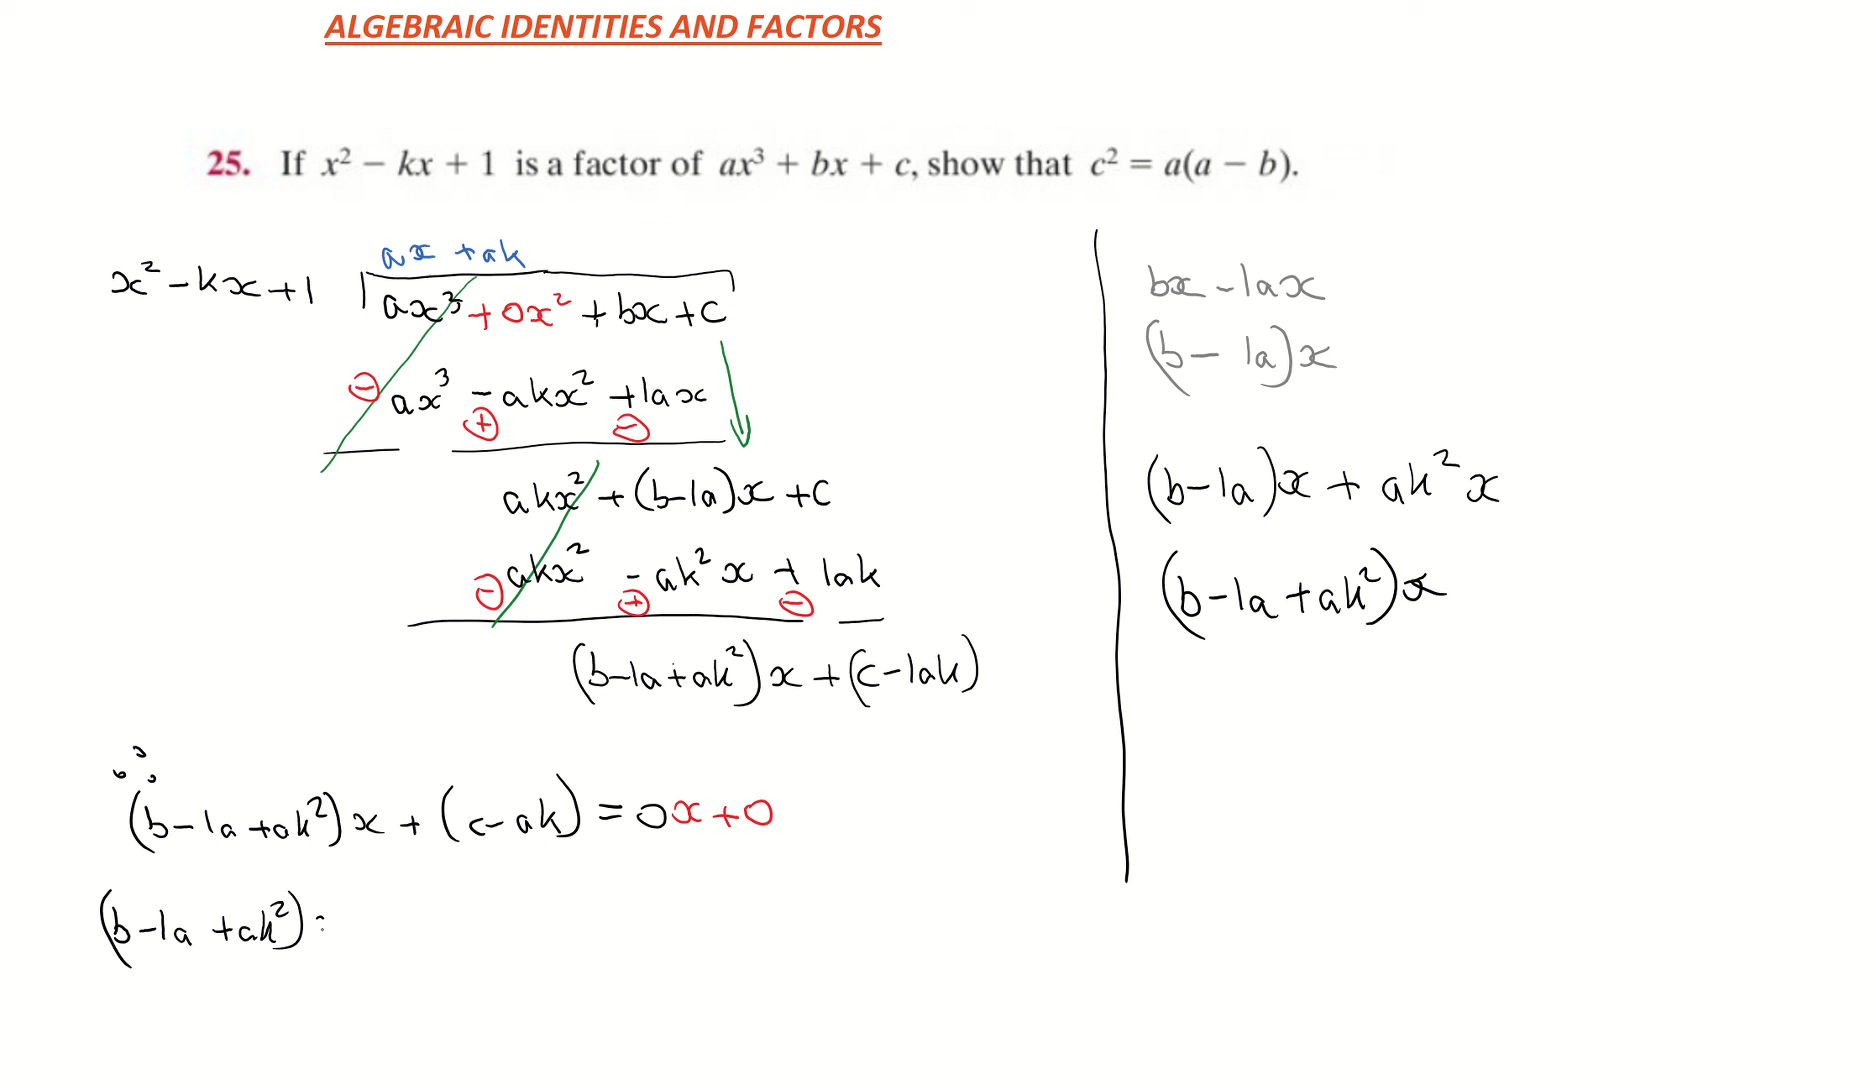 ALGEBRAIC IDENTITIES AND FACTORS
25. If x² − kx + 1 is a factor of ax³ + bx + c, show that c² = a(a − b).
ax + ak
x² − kx + 1 ax³ + 0x² + bx + c
⊖ ax³ − akx² + 1ax
⊕ ⊖
akx² + (b−1a)x + c
⊖ akx² − ak²x + 1ak
⊕ ⊖
(b−1a+ak²)x + (c−1ak)
∴
(b−1a+ak²)x + (c−ak) = 0x+0
(b−1a+ak²) :
bx − 1ax
(b − 1a)x
(b−1a)x + ak²x
(b−1a+ak²)x